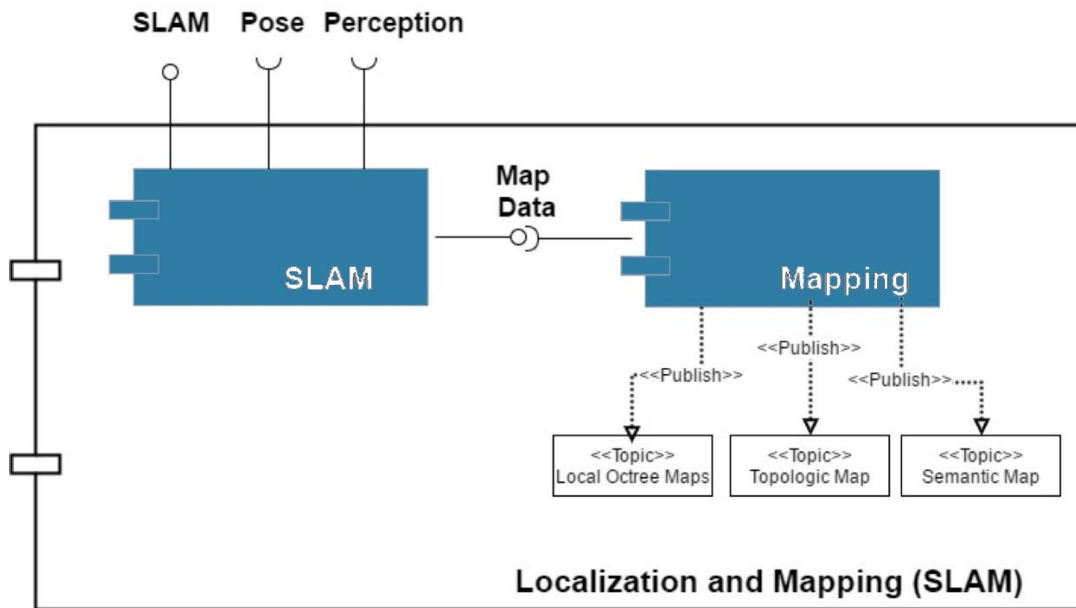 SLAM Pose Perception
Map
Data
SLAM
Mapping
<<Publish>>
<<Publish>>
<<Publish>>
<<Topic>>
Local Octree Maps
<<Topic>>
Topologic Map
<<Topic>>
Semantic Map
Localization and Mapping (SLAM)